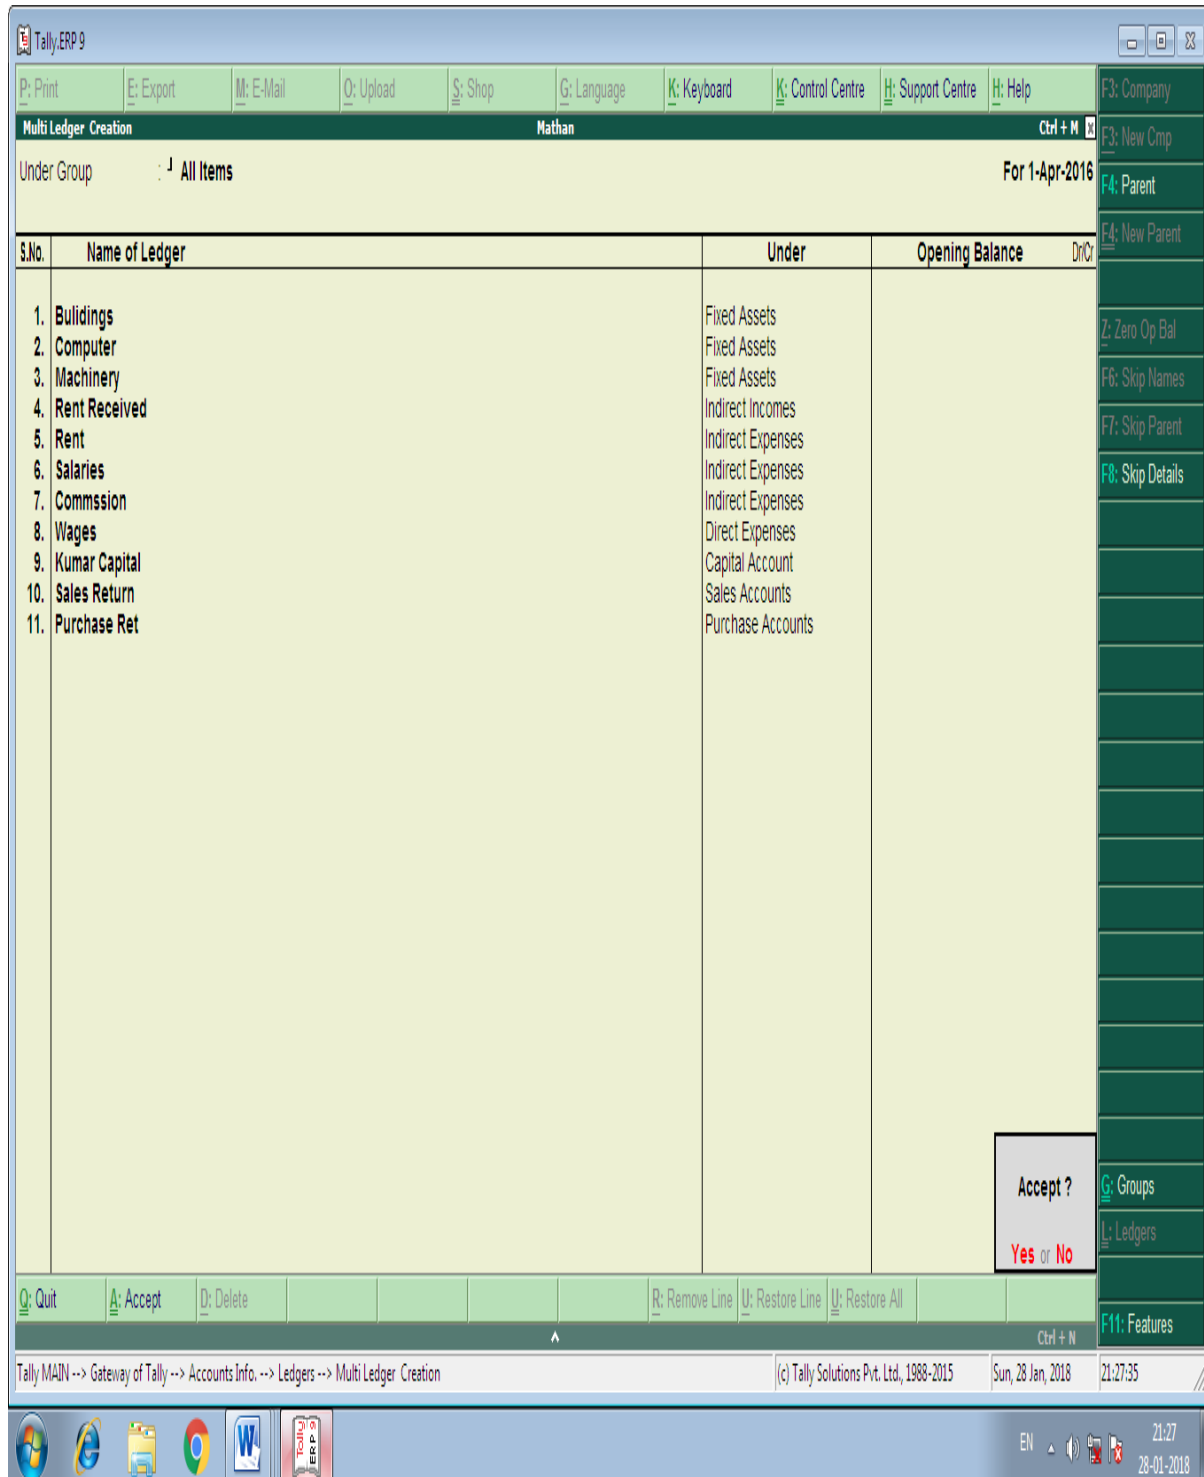 Tally.ERP 9
P: Print E: Export M: E-Mail O: Upload S: Shop G: Language K: Keyboard K: Control Centre H: Support Centre H: Help F3: Company
Multi Ledger Creation Mathan Ctrl + M x
F3: New Cmp
Under Group : ┘ All Items For 1-Apr-2016
F4: Parent
F4: New Parent
S.No. Name of Ledger Under Opening Balance Dr/Cr
1. Bulidings Fixed Assets
Z: Zero Op Bal
2. Computer Fixed Assets
3. Machinery Fixed Assets
F6: Skip Names
4. Rent Received Indirect Incomes
F7: Skip Parent
5. Rent Indirect Expenses
6. Salaries Indirect Expenses
F8: Skip Details
7. Commssion Indirect Expenses
8. Wages Direct Expenses
9. Kumar Capital Capital Account
10. Sales Return Sales Accounts
11. Purchase Ret Purchase Accounts
Accept ?
G: Groups
L: Ledgers
Yes or No
Q: Quit A: Accept D: Delete R: Remove Line U: Restore Line U: Restore All
F11: Features
Ctrl + N
Tally MAIN --> Gateway of Tally --> Accounts Info. --> Ledgers --> Multi Ledger Creation (c) Tally Solutions Pvt. Ltd., 1988-2015 Sun, 28 Jan, 2018 21:27:35
Tally ERP 9
EN 21:27
28-01-2018